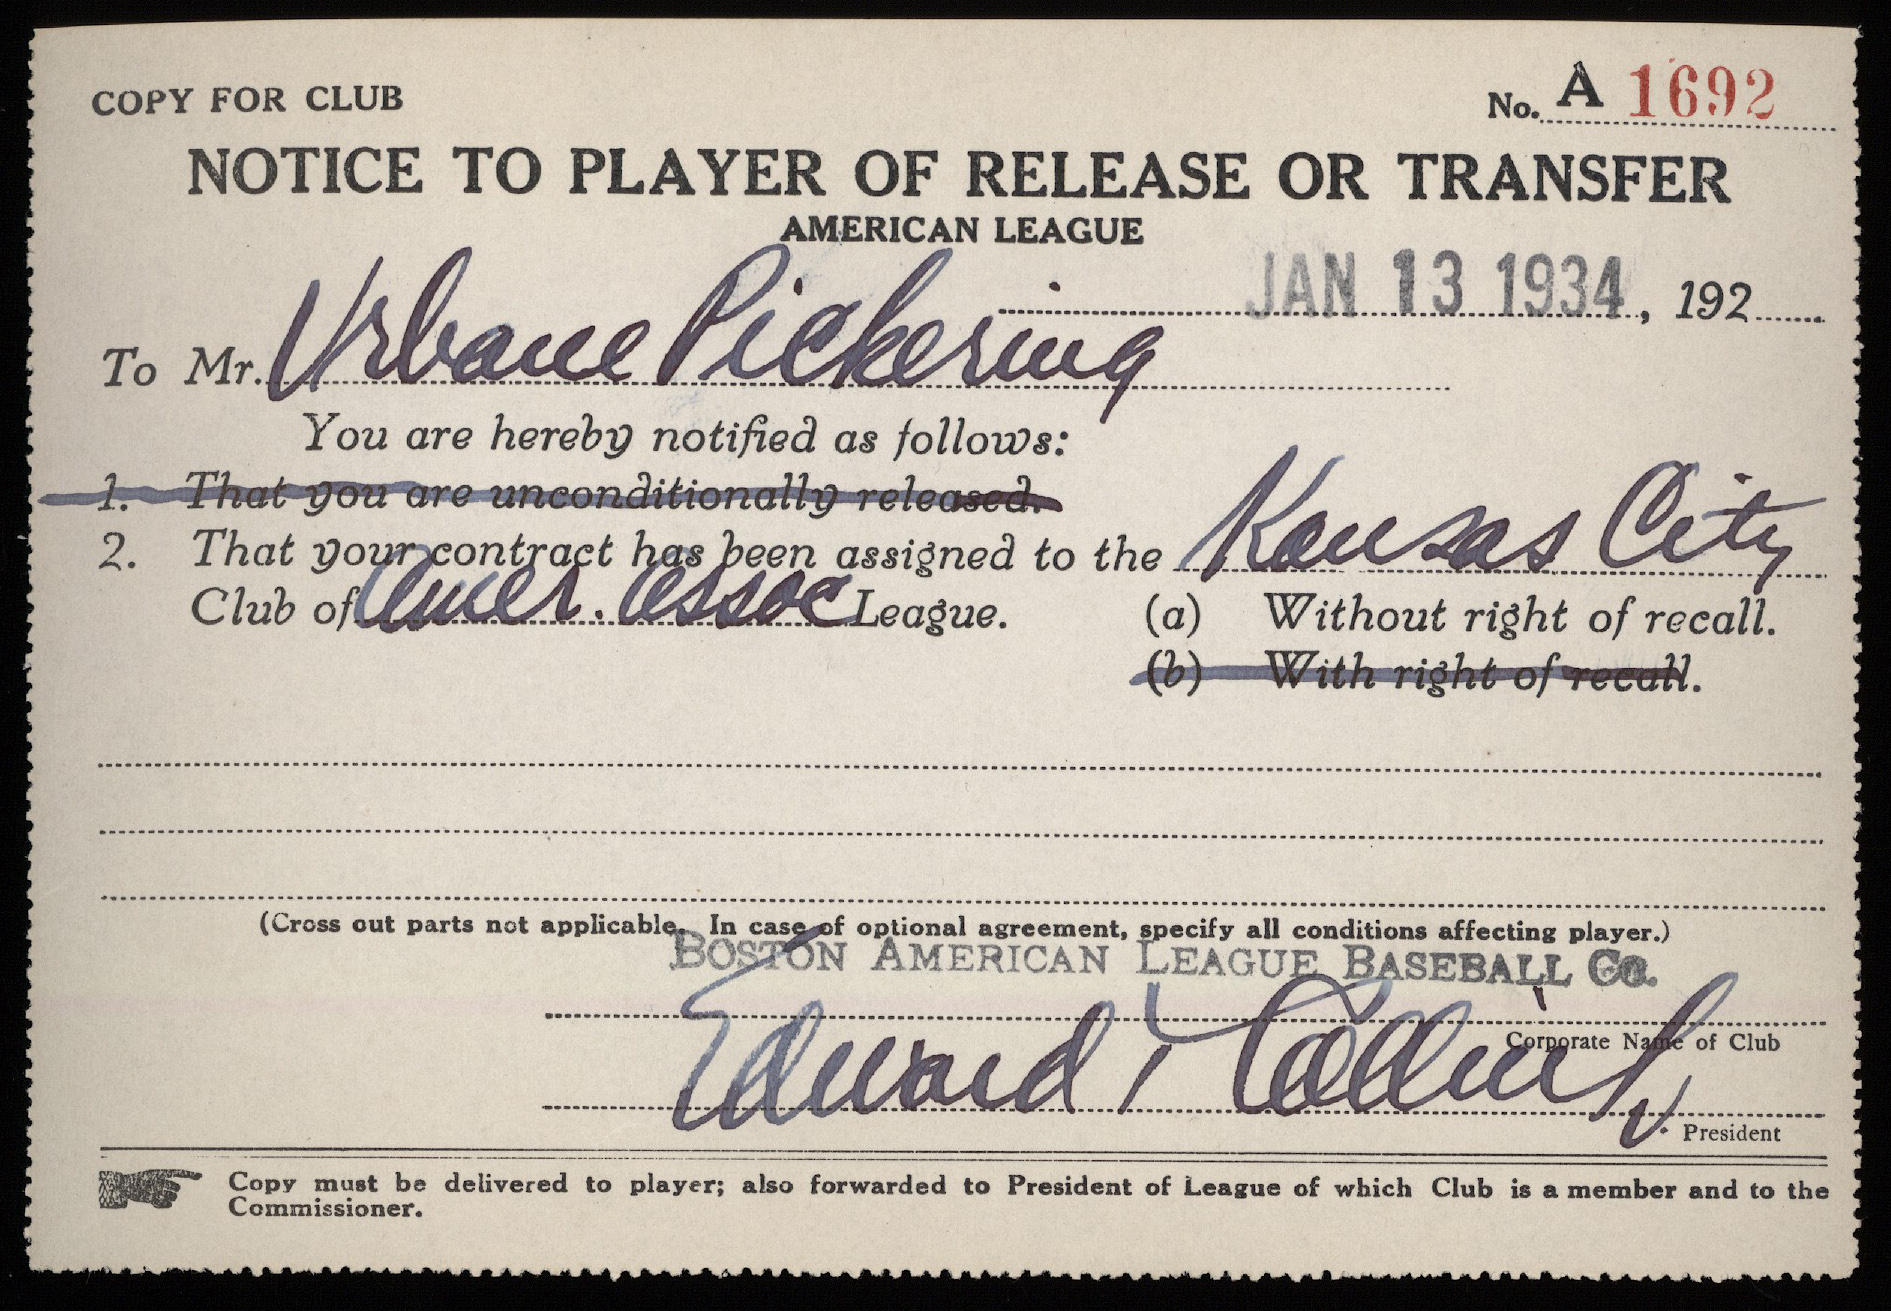 COPY FOR CLUB
No. A 1692
NOTICE TO PLAYER OF RELEASE OR TRANSFER
AMERICAN LEAGUE
JAN 13 1934, 192
To Mr. Urbane Pickering
You are hereby notified as follows:
1. That you are unconditionally released.
2. That your contract has been assigned to the Kansas City
Club of Amer. Assoc League. (a) Without right of recall.
(b) With right of recall.
(Cross out parts not applicable. In case of optional agreement, specify all conditions affecting player.)
BOSTON AMERICAN LEAGUE BASEBALL CO.
Corporate Name of Club
Edward T Collins
President
Copy must be delivered to player; also forwarded to President of League of which Club is a member and to the
Commissioner.